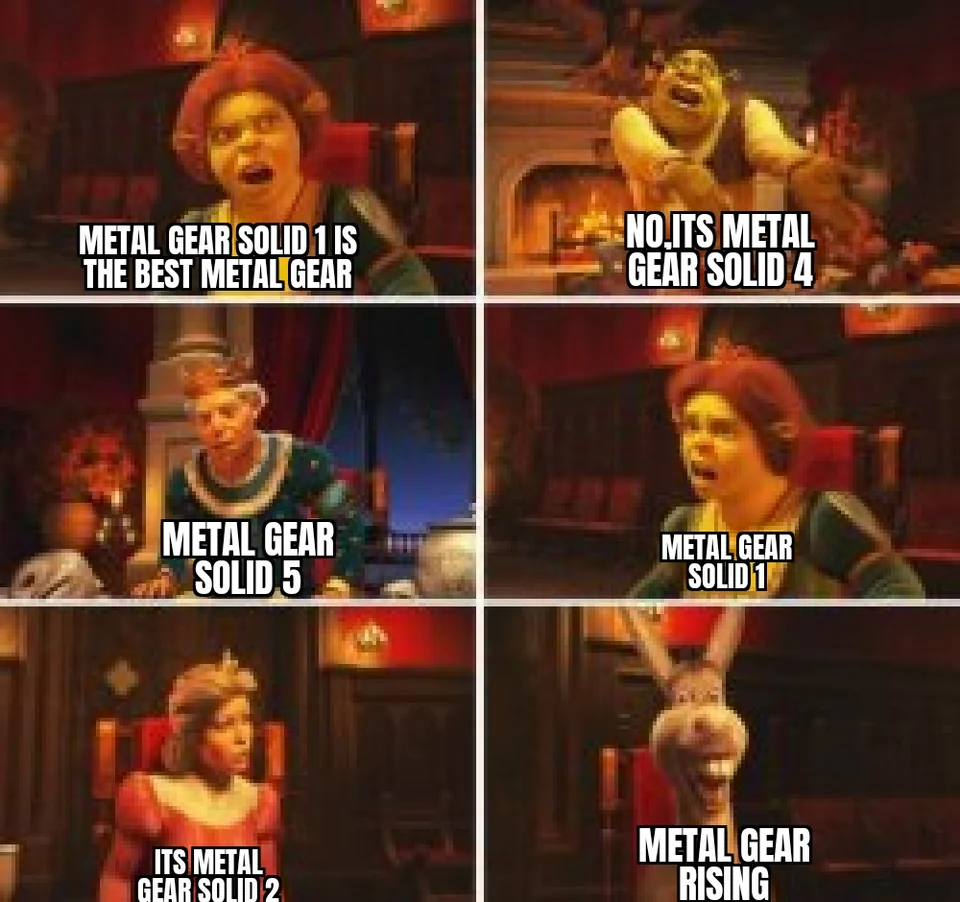 METAL GEAR SOLID 1 IS
THE BEST METAL GEAR
NO,ITS METAL
GEAR SOLID 4
METAL GEAR
SOLID 5
METAL GEAR
SOLID 1
ITS METAL
GEAR SOLID 2
METAL GEAR
RISING